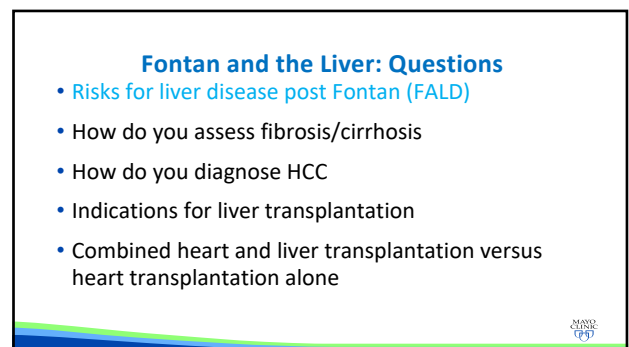 Fontan and the Liver: Questions
• Risks for liver disease post Fontan (FALD)
• How do you assess fibrosis/cirrhosis
• How do you diagnose HCC
• Indications for liver transplantation
• Combined heart and liver transplantation versus
heart transplantation alone
MAYO
CLINIC